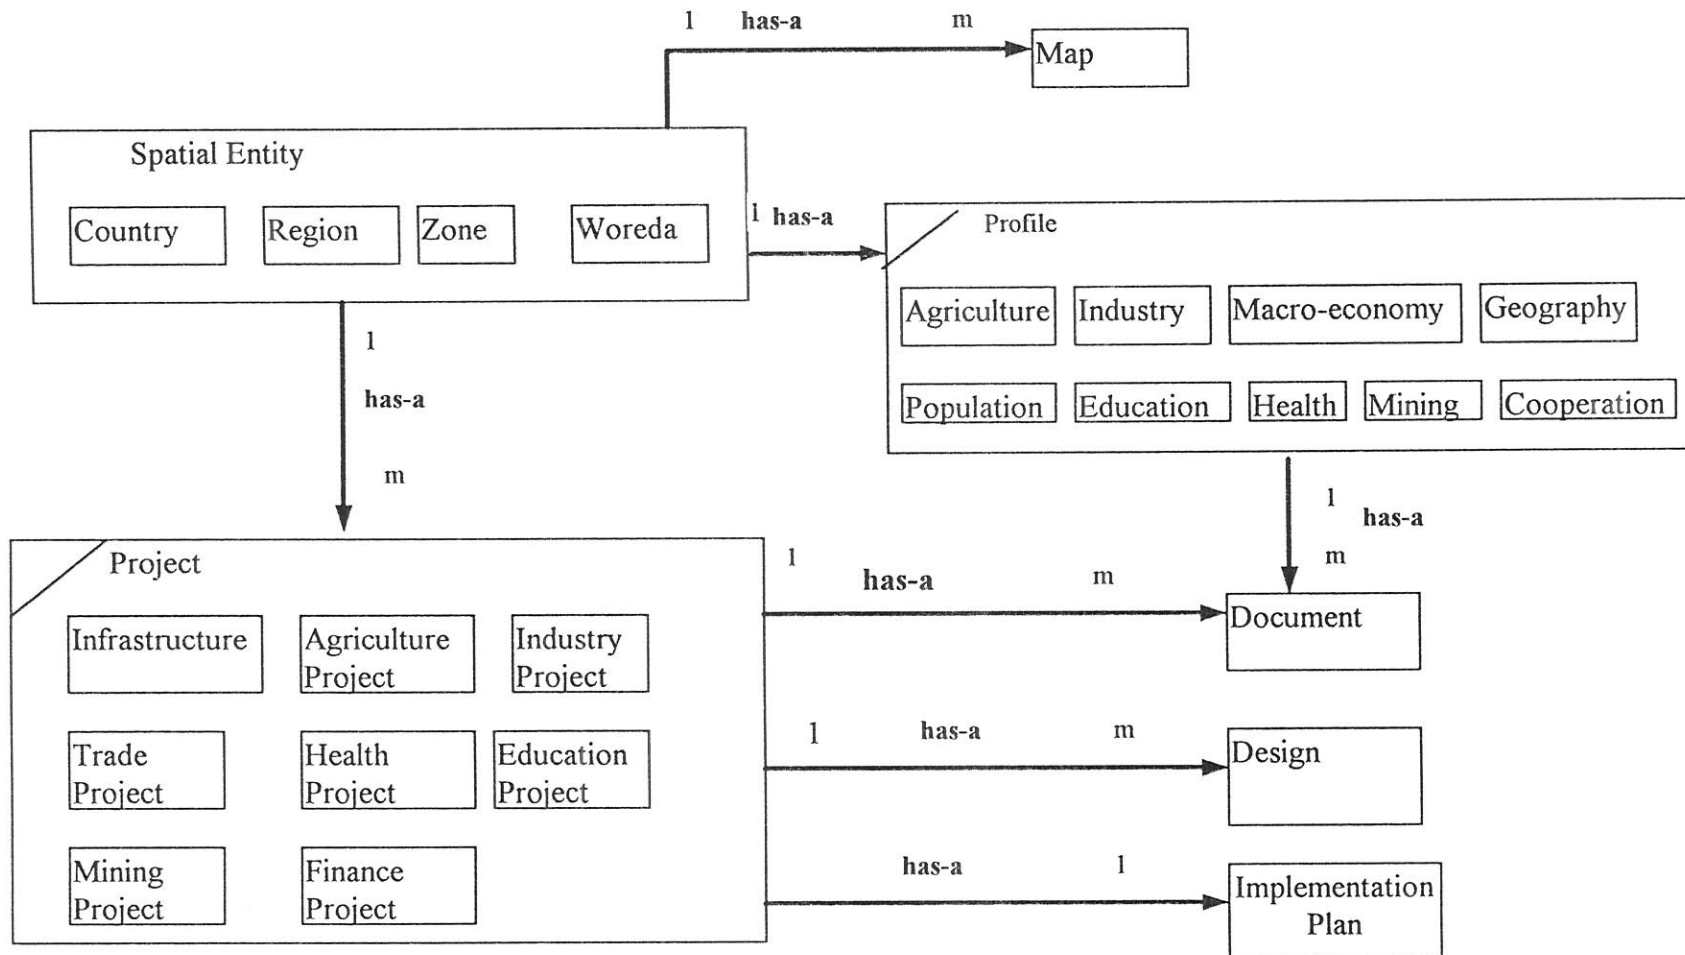 1 has-a m
Map
Spatial Entity
Country Region Zone Woreda
1 has-a
Profile
Agriculture Industry Macro-economy Geography
Population Education Health Mining Cooperation
1
has-a
m
1
has-a
m
Project
Infrastructure
Agriculture
Project
Industry
Project
Trade
Project
Health
Project
Education
Project
Mining
Project
Finance
Project
1 has-a m
Document
1 has-a m
Design
has-a 1
Implementation
Plan